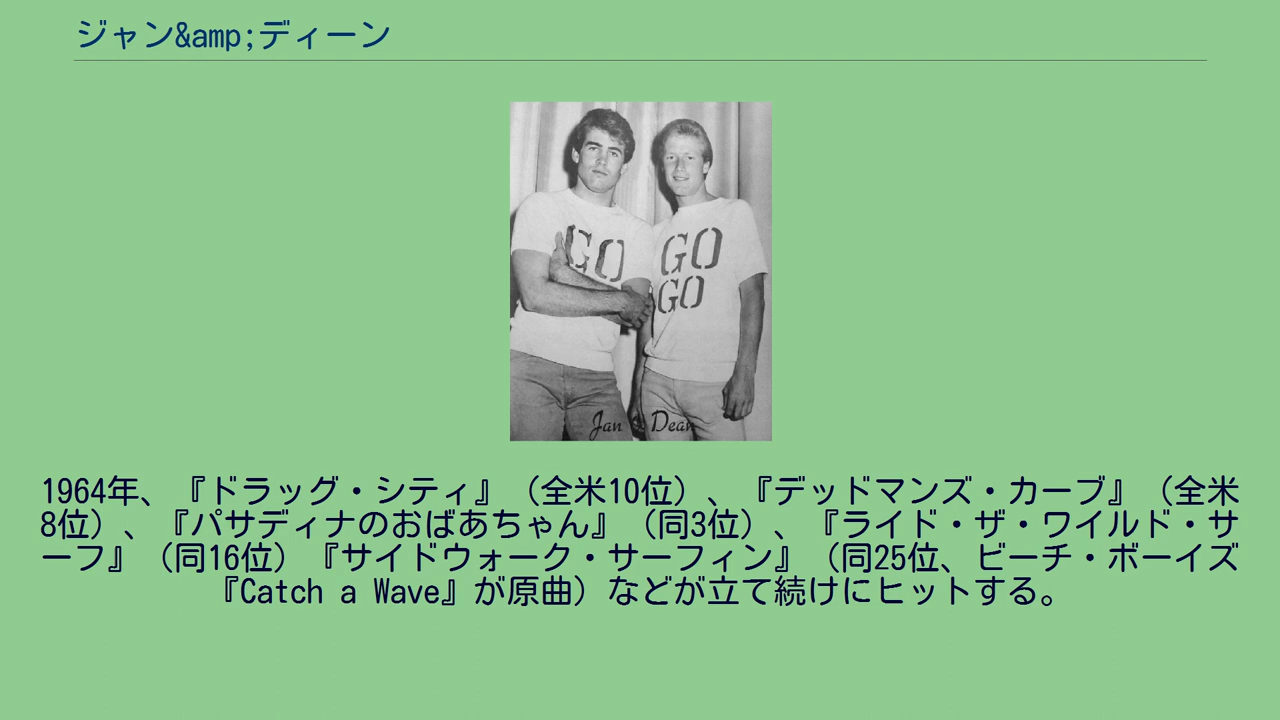 ジャン&amp;ディーン
GO
GO
GO
Jan & Dean
1964年、『ドラッグ・シティ』（全米10位）、『デッドマンズ・カーブ』（全米
8位）、『パサディナのおばあちゃん』（同3位）、『ライド・ザ・ワイルド・サ
ーフ』（同16位）『サイドウォーク・サーフィン』（同25位、ビーチ・ボーイズ
『Catch a Wave』が原曲）などが立て続けにヒットする。